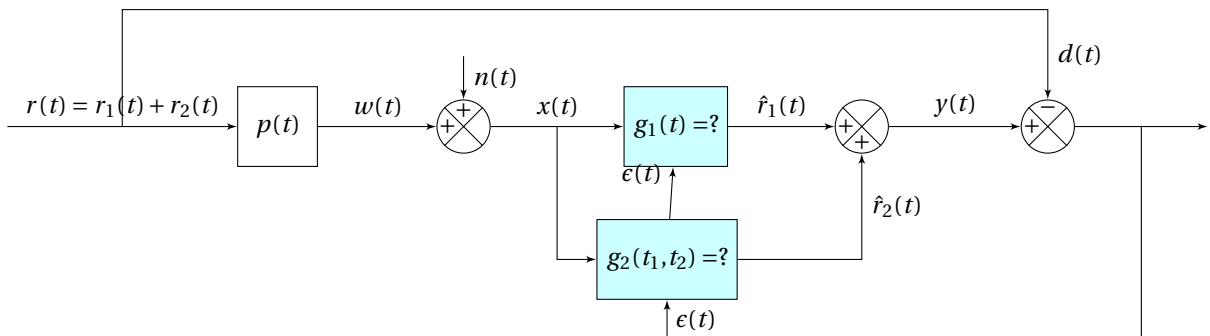 d(t)
n(t)
r(t) = r₁(t) + r₂(t)
w(t)
x(t)
r̂₁(t)
y(t)
+
−
p(t)
+
g₁(t) =?
+
+
ϵ(t)
+
r̂₂(t)
g₂(t₁,t₂) =?
ϵ(t)